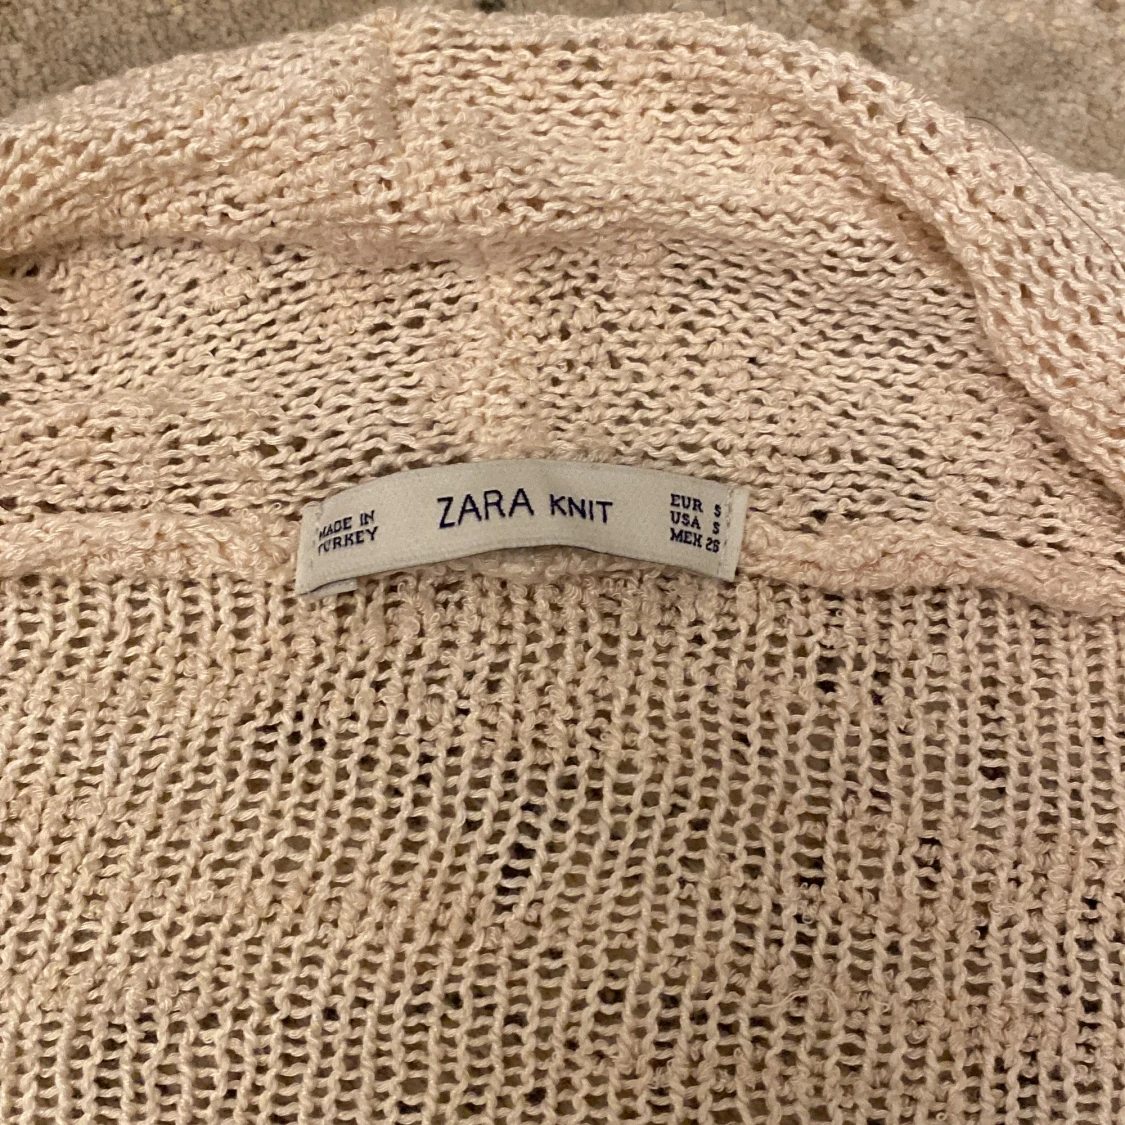 MADE IN
TURKEY
ZARA KNIT
EUR S
USA S
MEX 26